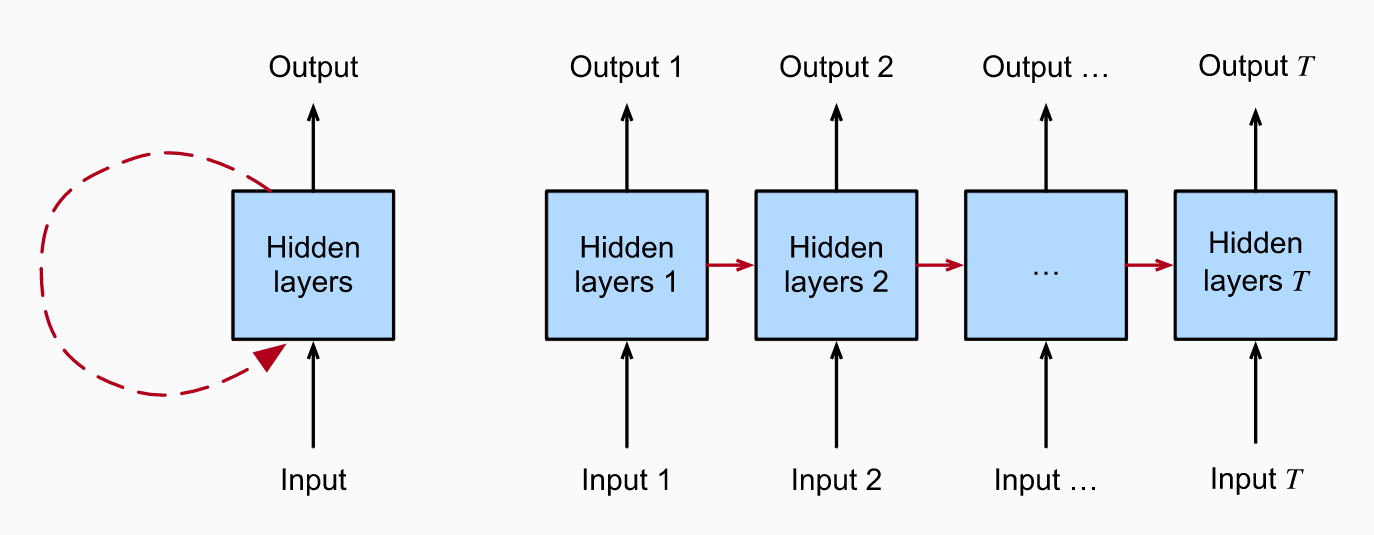 Output
Output 1
Output 2
Output …
Output T
Hidden
layers
Hidden
layers 1
Hidden
layers 2
…
Hidden
layers T
Input
Input 1
Input 2
Input …
Input T